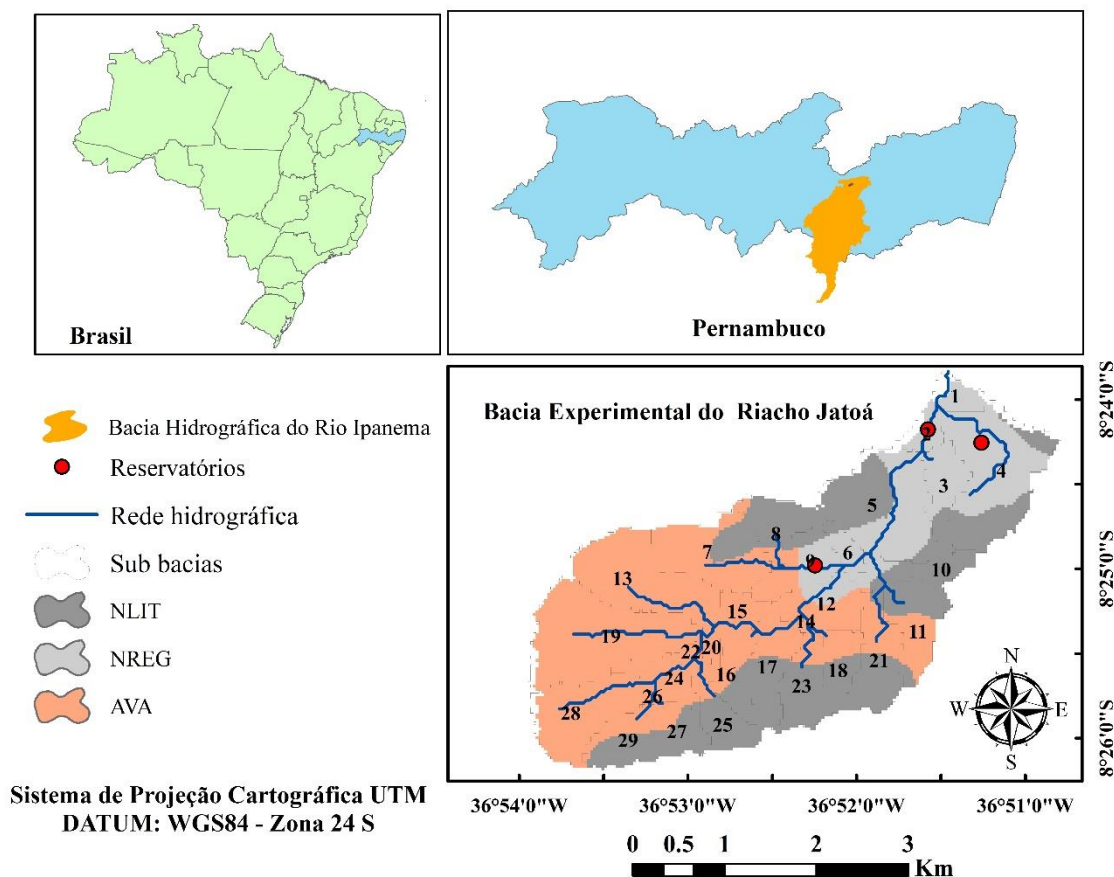 Brasil
Pernambuco
Bacia Hidrográfica do Rio Ipanema
Reservatórios
Rede hidrográfica
Sub bacias
NLIT
NREG
AVA
Sistema de Projeção Cartográfica UTM
DATUM: WGS84 - Zona 24 S
Bacia Experimental do Riacho Jatoá
1
2
3
4
5
6
7
8
9
10
11
12
13
14
15
16
17
18
19
20
21
22
23
24
25
26
27
28
29
N
W E
S
8°24'0"S
8°25'0"S
8°26'0"S
36°54'0"W 36°53'0"W 36°52'0"W 36°51'0"W
0 0.5 1 2 3
Km